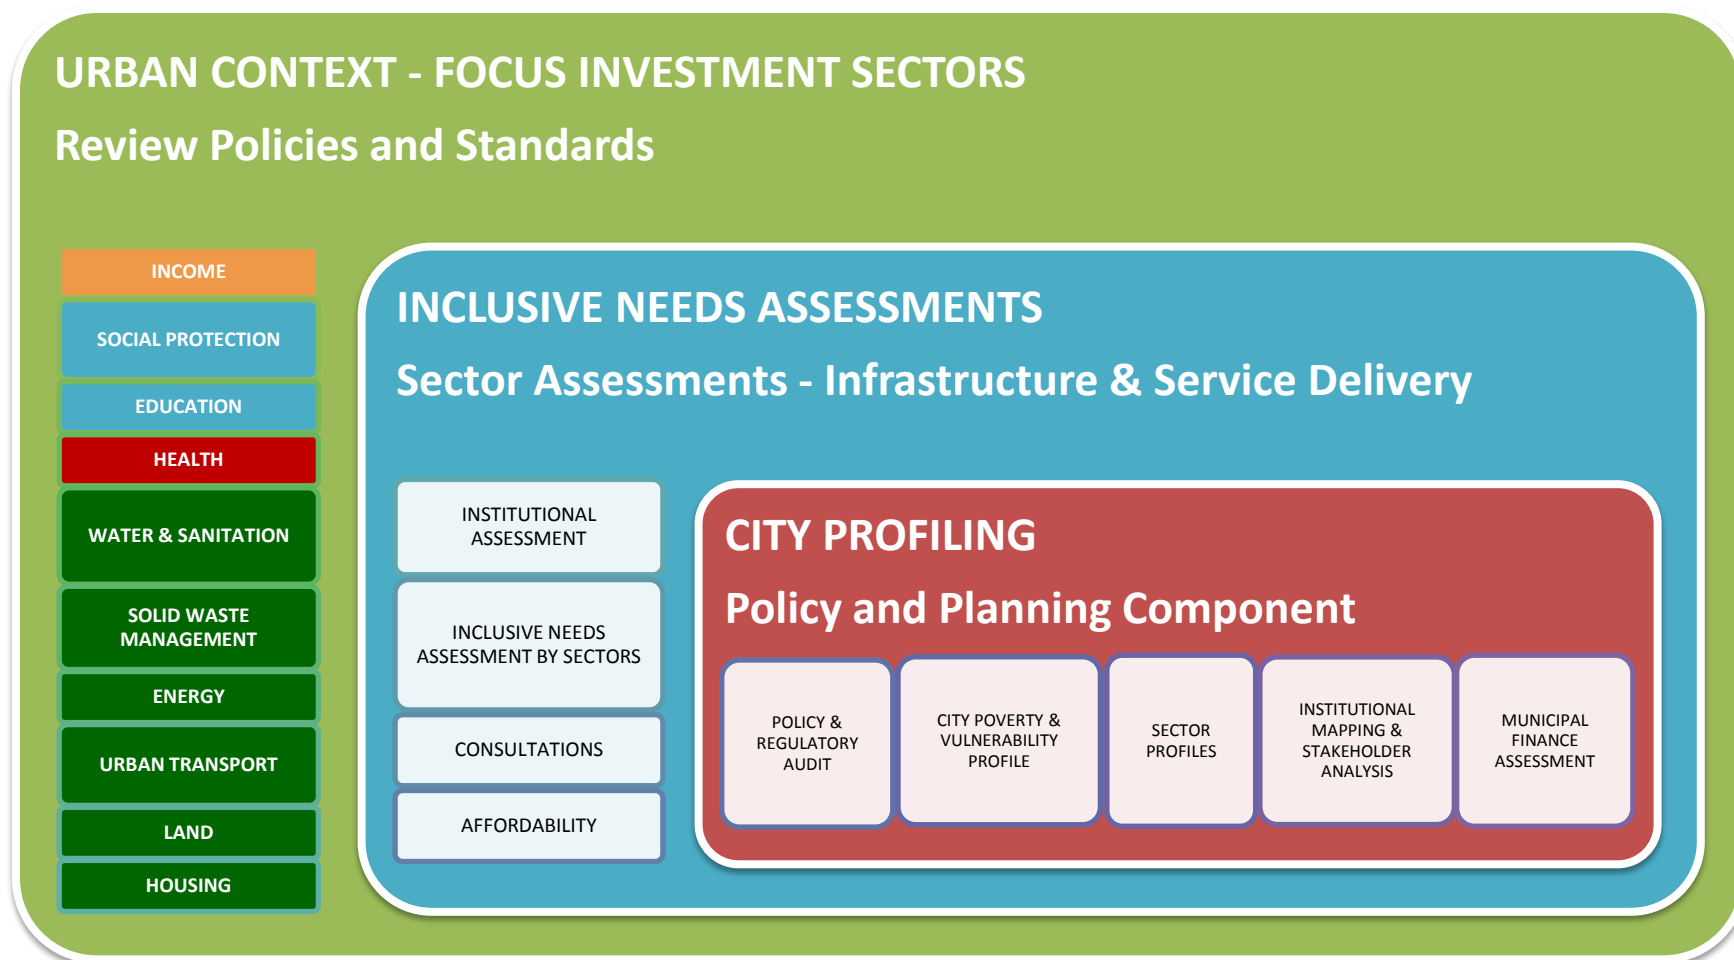 URBAN CONTEXT - FOCUS INVESTMENT SECTORS
Review Policies and Standards
INCOME
SOCIAL PROTECTION
EDUCATION
HEALTH
WATER & SANITATION
SOLID WASTE
MANAGEMENT
ENERGY
URBAN TRANSPORT
LAND
HOUSING
INCLUSIVE NEEDS ASSESSMENTS
Sector Assessments - Infrastructure & Service Delivery
INSTITUTIONAL
ASSESSMENT
INCLUSIVE NEEDS
ASSESSMENT BY SECTORS
CONSULTATIONS
AFFORDABILITY
CITY PROFILING
Policy and Planning Component
POLICY &
REGULATORY
AUDIT
CITY POVERTY &
VULNERABILITY
PROFILE
SECTOR
PROFILES
INSTITUTIONAL
MAPPING &
STAKEHOLDER
ANALYSIS
MUNICIPAL
FINANCE
ASSESSMENT